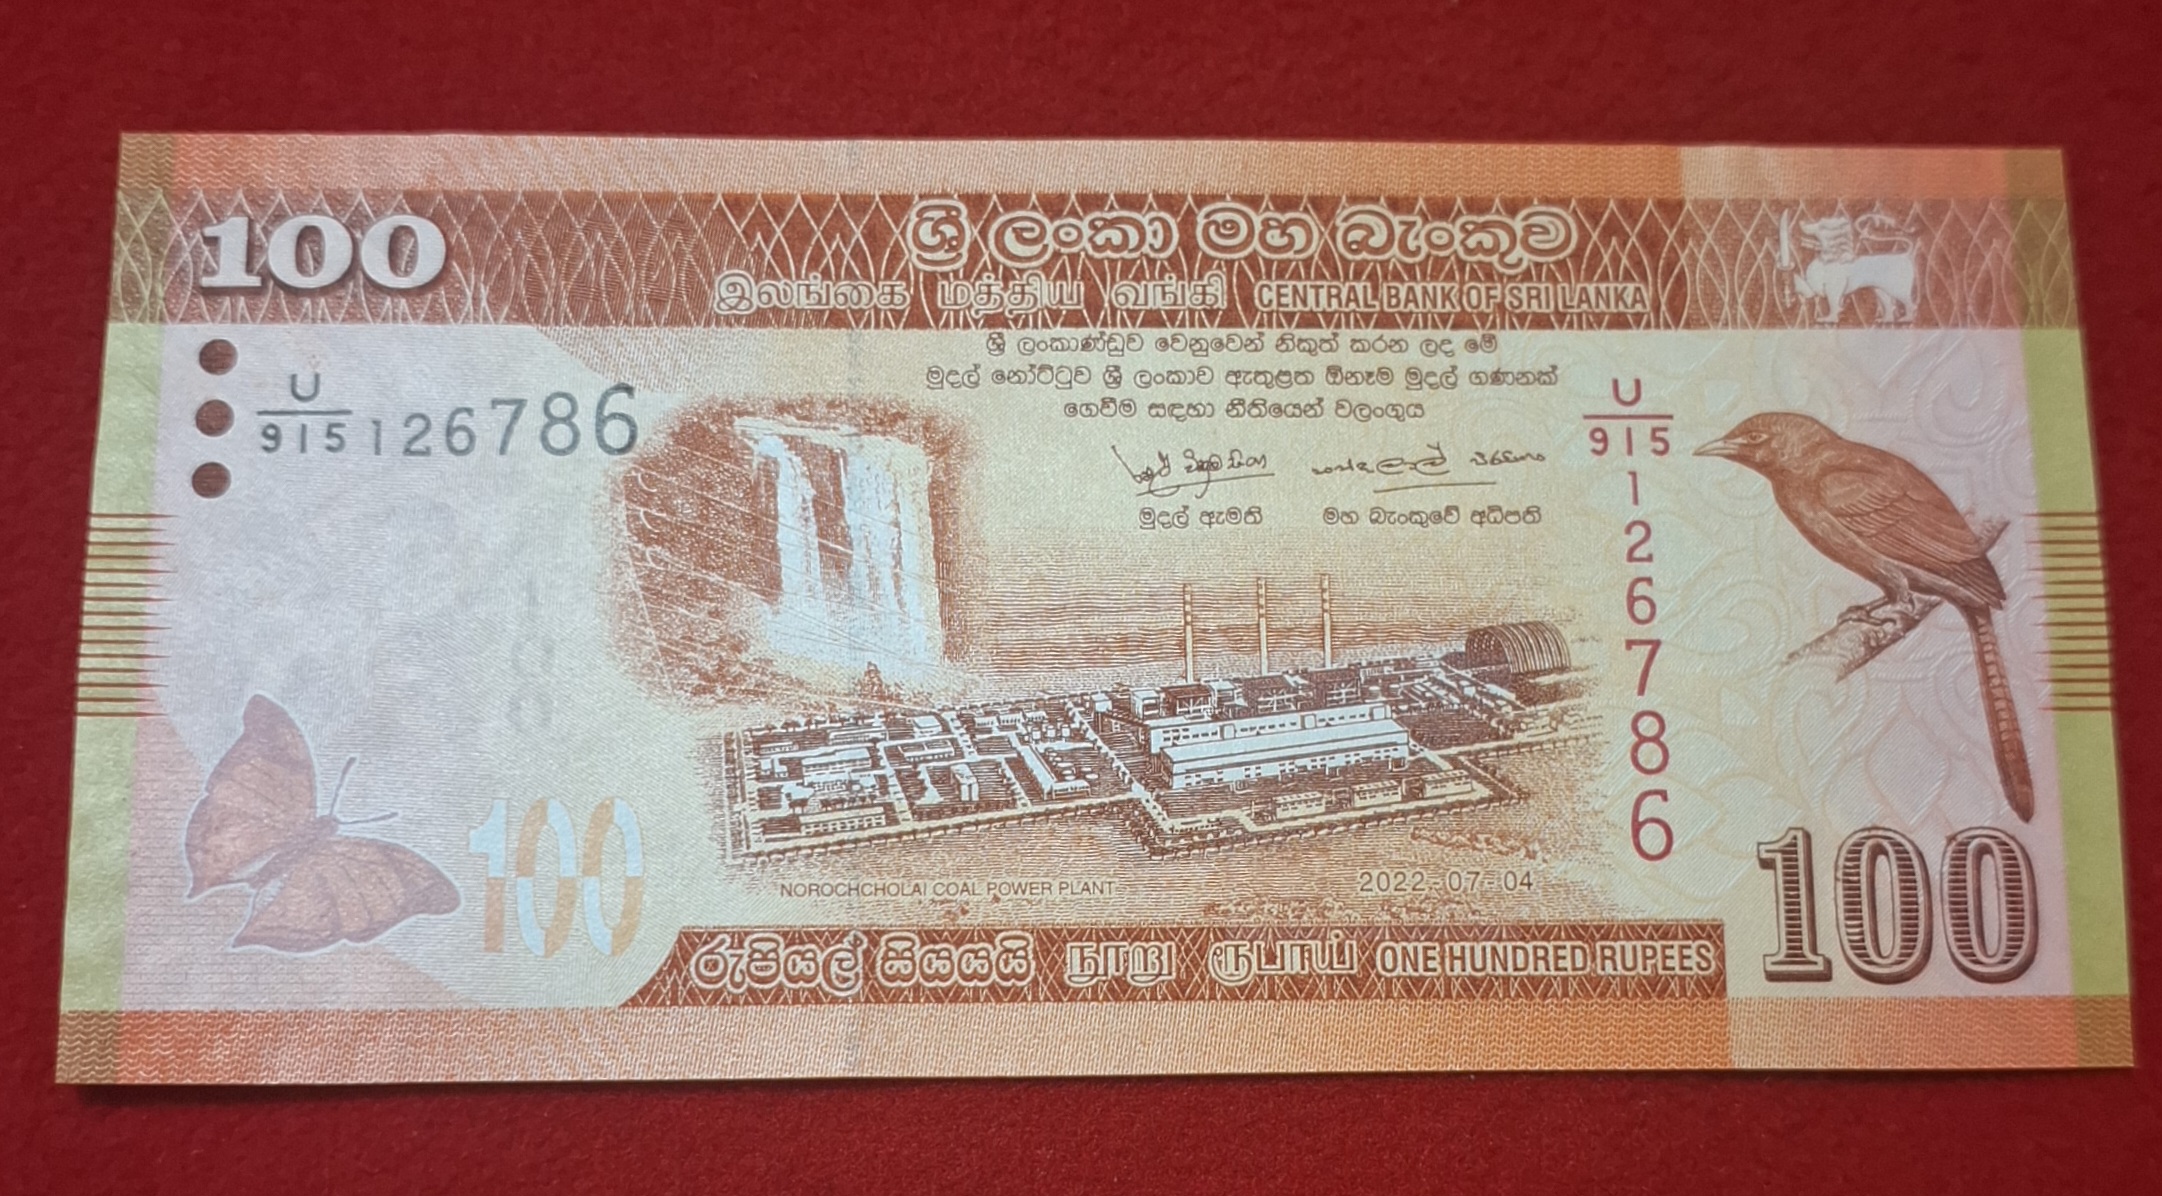 100
ශ්‍රී ලංකා මහ බැංකුව
இலங்கை மத்திய வங்கி CENTRAL BANK OF SRI LANKA
ශ්‍රී ලංකාණ්ඩුව වෙනුවෙන් නිකුත් කරන ලද මේ
මුදල් නෝට්ටුව ශ්‍රී ලංකාව ඇතුළත ඕනෑම මුදල් ගණනක්
ගෙවීම සඳහා නීතියෙන් වලංගුය
U/915 126786
U/915 126786
මුදල් ඇමති මහ බැංකුවේ අධිපති
100
NOROCHCHOLAI COAL POWER PLANT
2022-07-04
රුපියල් සියයයි நூறு ரூபாய் ONE HUNDRED RUPEES
100